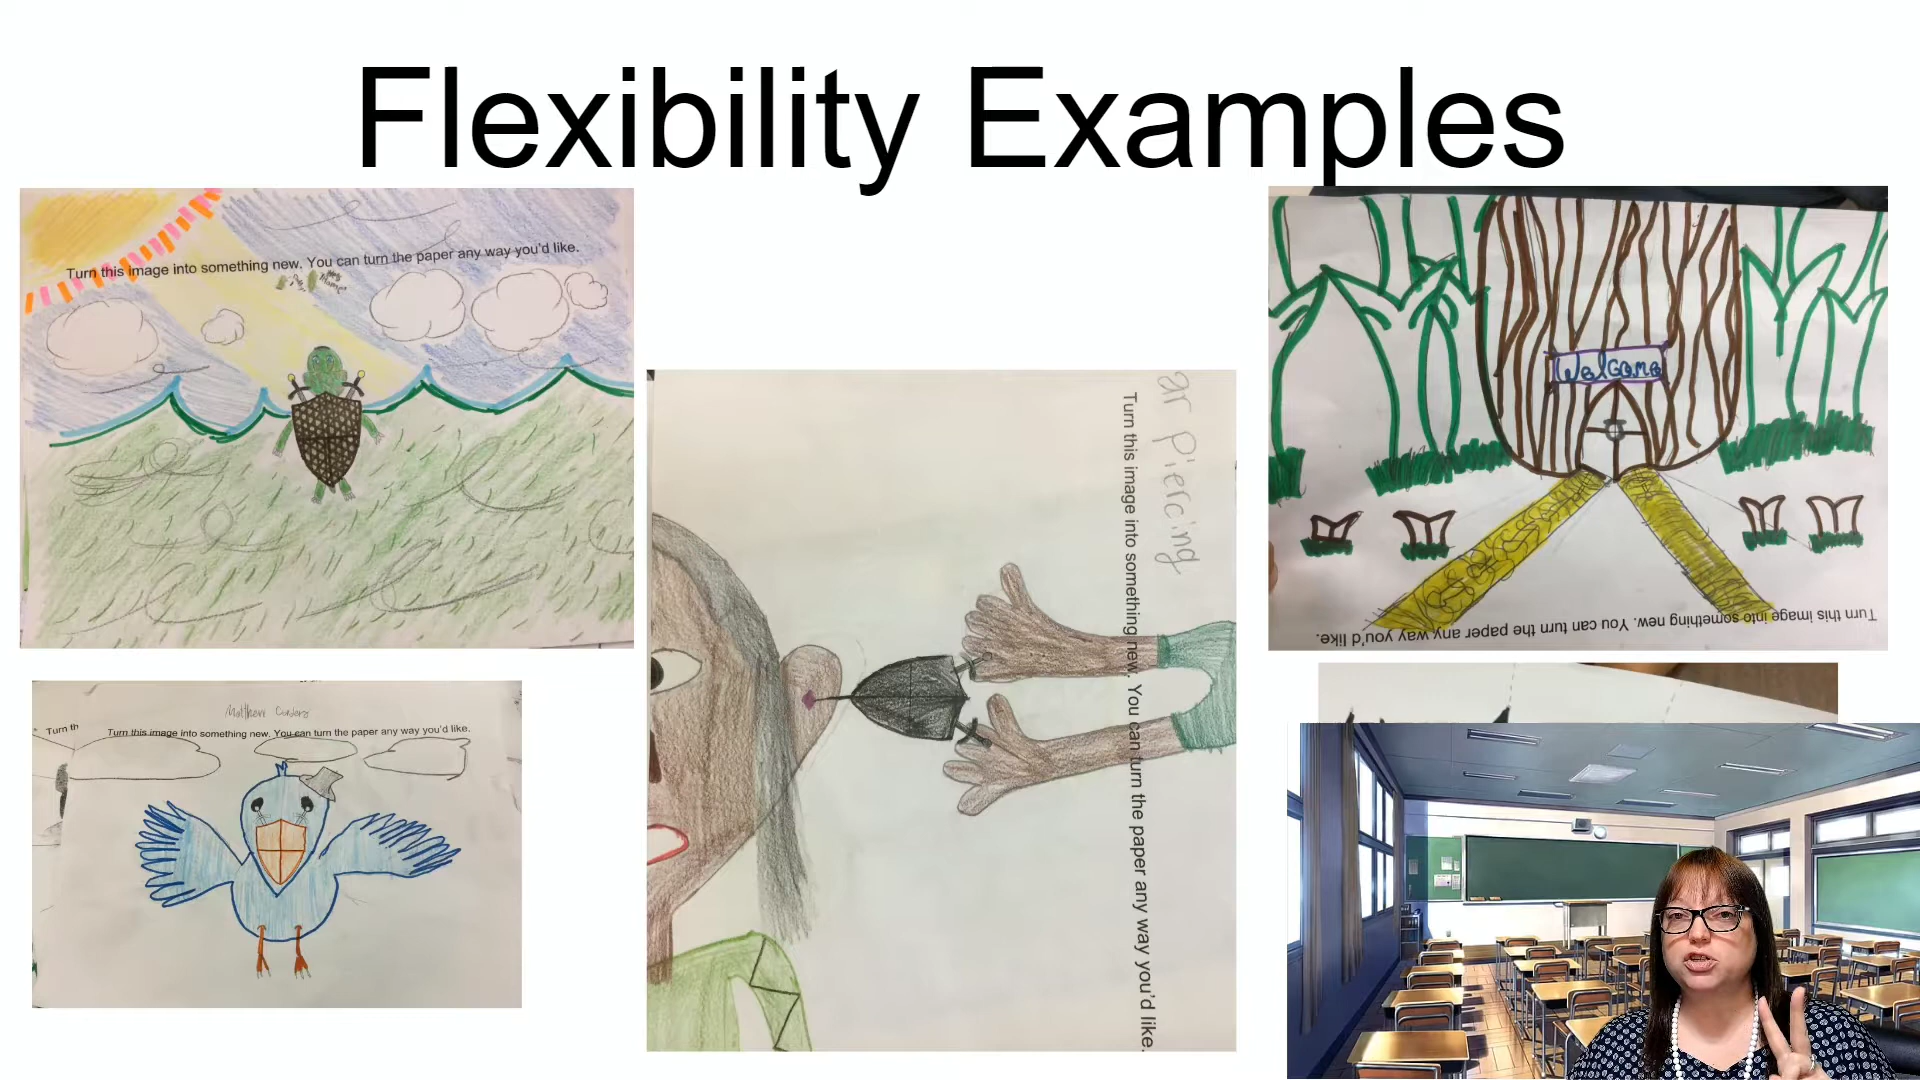 Flexibility Examples
Turn this image into something new. You can turn the paper any way you'd like.
ar Piercing
Turn this image into something new. You can turn the paper any way you'd like.
Welcome
Turn this image into something new. You can turn the paper any way you'd like.
Turn th
Turn this image into something new. You can turn the paper any way you'd like.